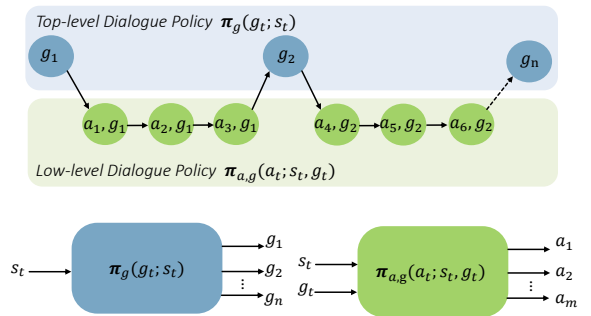 Top-level Dialogue Policy π_g(g_t; s_t)
g_1 g_2 g_n
a_1, g_1 a_2, g_1 a_3, g_1 a_4, g_2 a_5, g_2 a_6, g_2
Low-level Dialogue Policy π_{a,g}(a_t; s_t, g_t)
s_t π_g(g_t; s_t) g_1
g_2
⋮
g_n
s_t π_{a,g}(a_t; s_t, g_t) a_1
g_t a_2
⋮
a_m